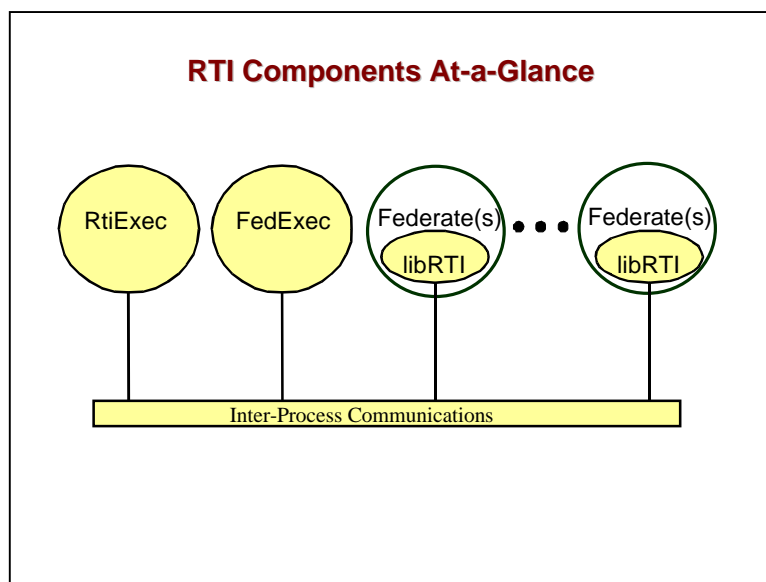 RTI Components At-a-Glance
RtiExec
FedExec
Federate(s)
libRTI
Federate(s)
libRTI
Inter-Process Communications